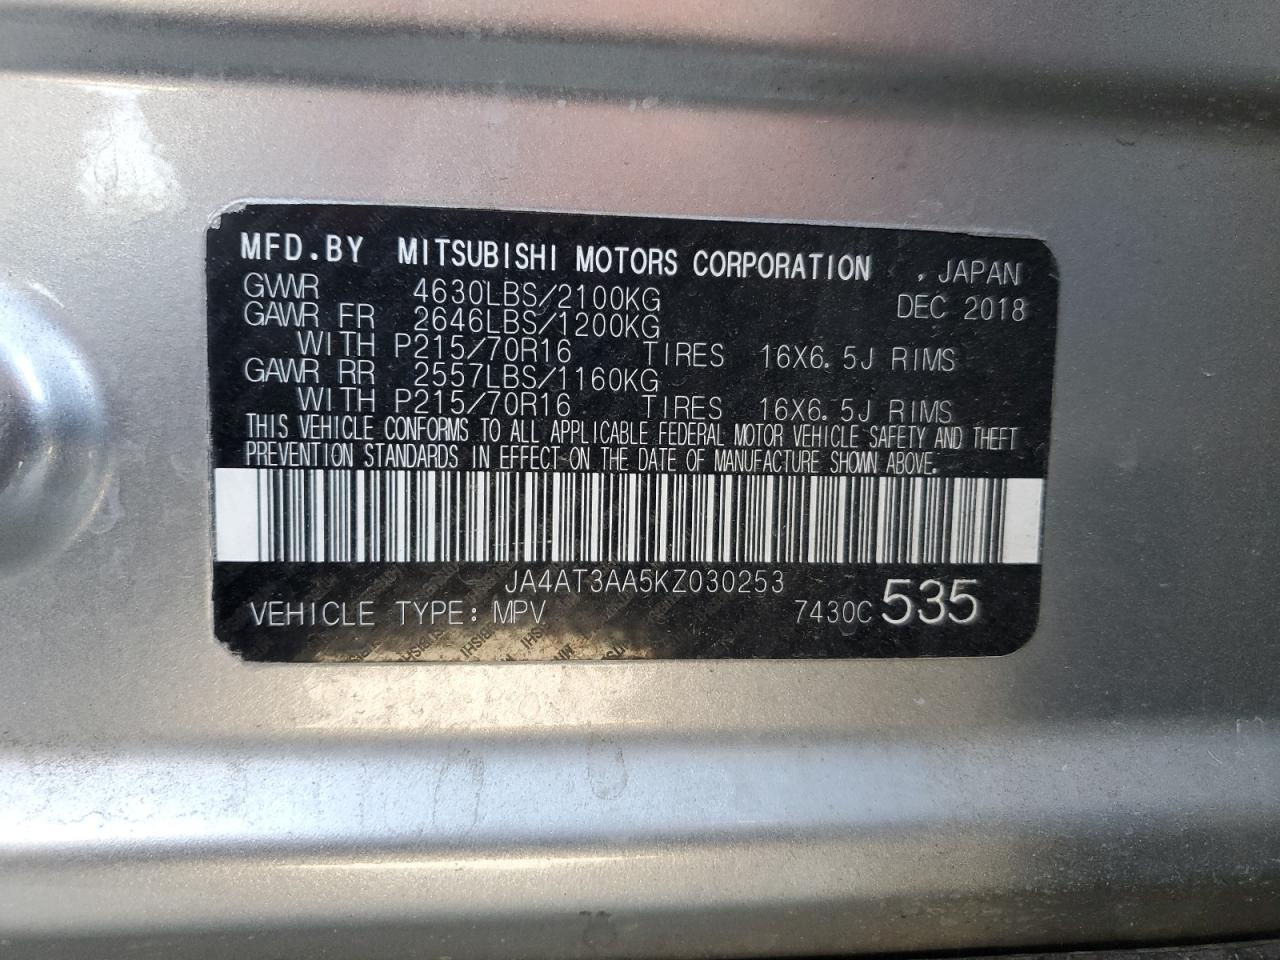 MFD.BY MITSUBISHI MOTORS CORPORATION , JAPAN
GVWR 4630LBS/2100KG DEC 2018
GAWR FR 2646LBS/1200KG
WITH P215/70R16 TIRES 16X6.5J RIMS
GAWR RR 2557LBS/1160KG
WITH P215/70R16 TIRES 16X6.5J RIMS
THIS VEHICLE CONFORMS TO ALL APPLICABLE FEDERAL MOTOR VEHICLE SAFETY AND THEFT
PREVENTION STANDARDS IN EFFECT ON THE DATE OF MANUFACTURE SHOWN ABOVE.
JA4AT3AA5KZ030253
VEHICLE TYPE: MPV 7430C 535